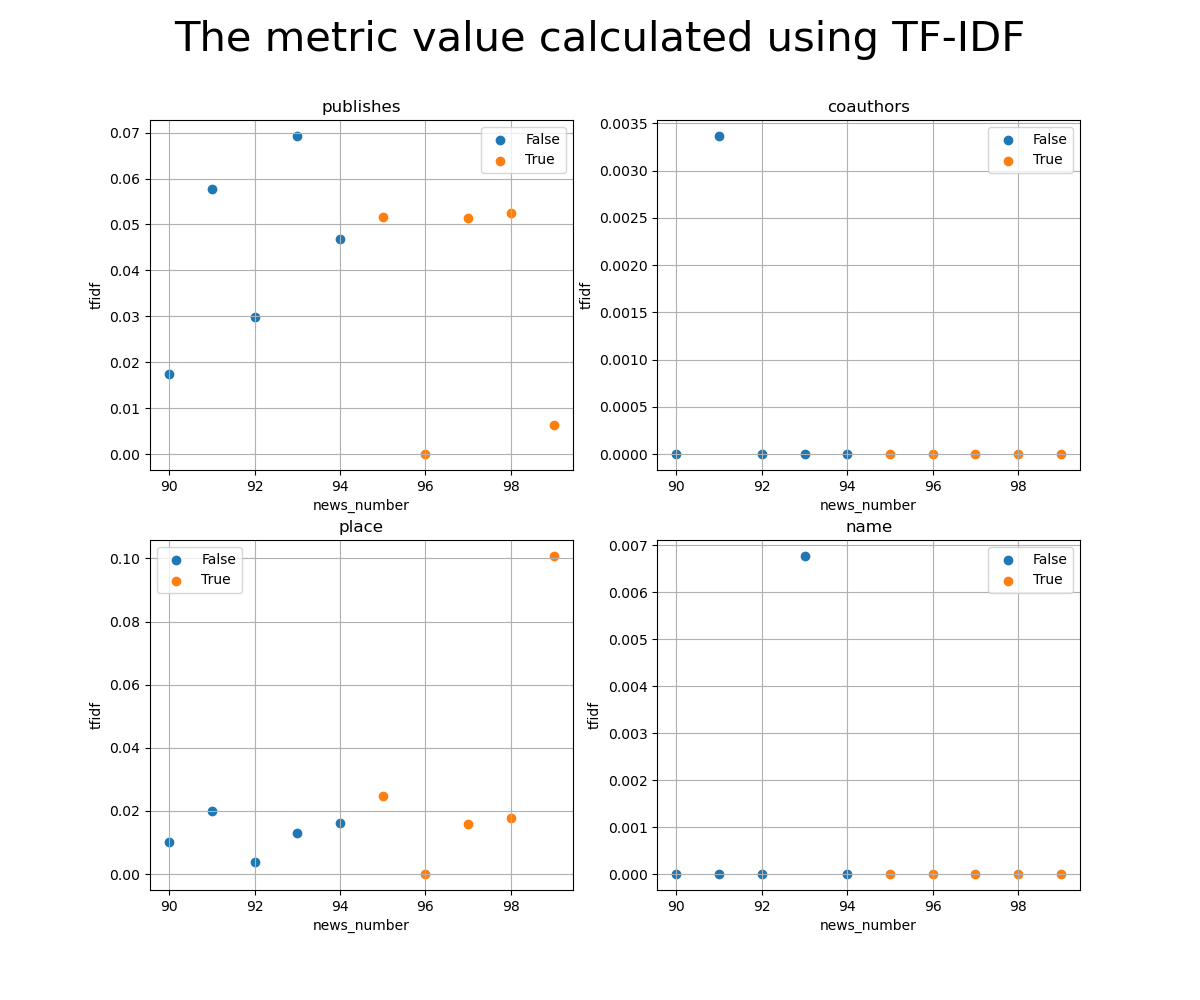 The metric value calculated using TF-IDF
publishes
0.07
0.06
0.05
0.04
0.03
0.02
0.01
0.00
tfidf
False
True
90 92 94 96 98
news_number
coauthors
0.0035
0.0030
0.0025
0.0020
0.0015
0.0010
0.0005
0.0000
tfidf
False
True
90 92 94 96 98
news_number
place
0.10
0.08
0.06
0.04
0.02
0.00
tfidf
False
True
90 92 94 96 98
news_number
name
0.007
0.006
0.005
0.004
0.003
0.002
0.001
0.000
tfidf
False
True
90 92 94 96 98
news_number